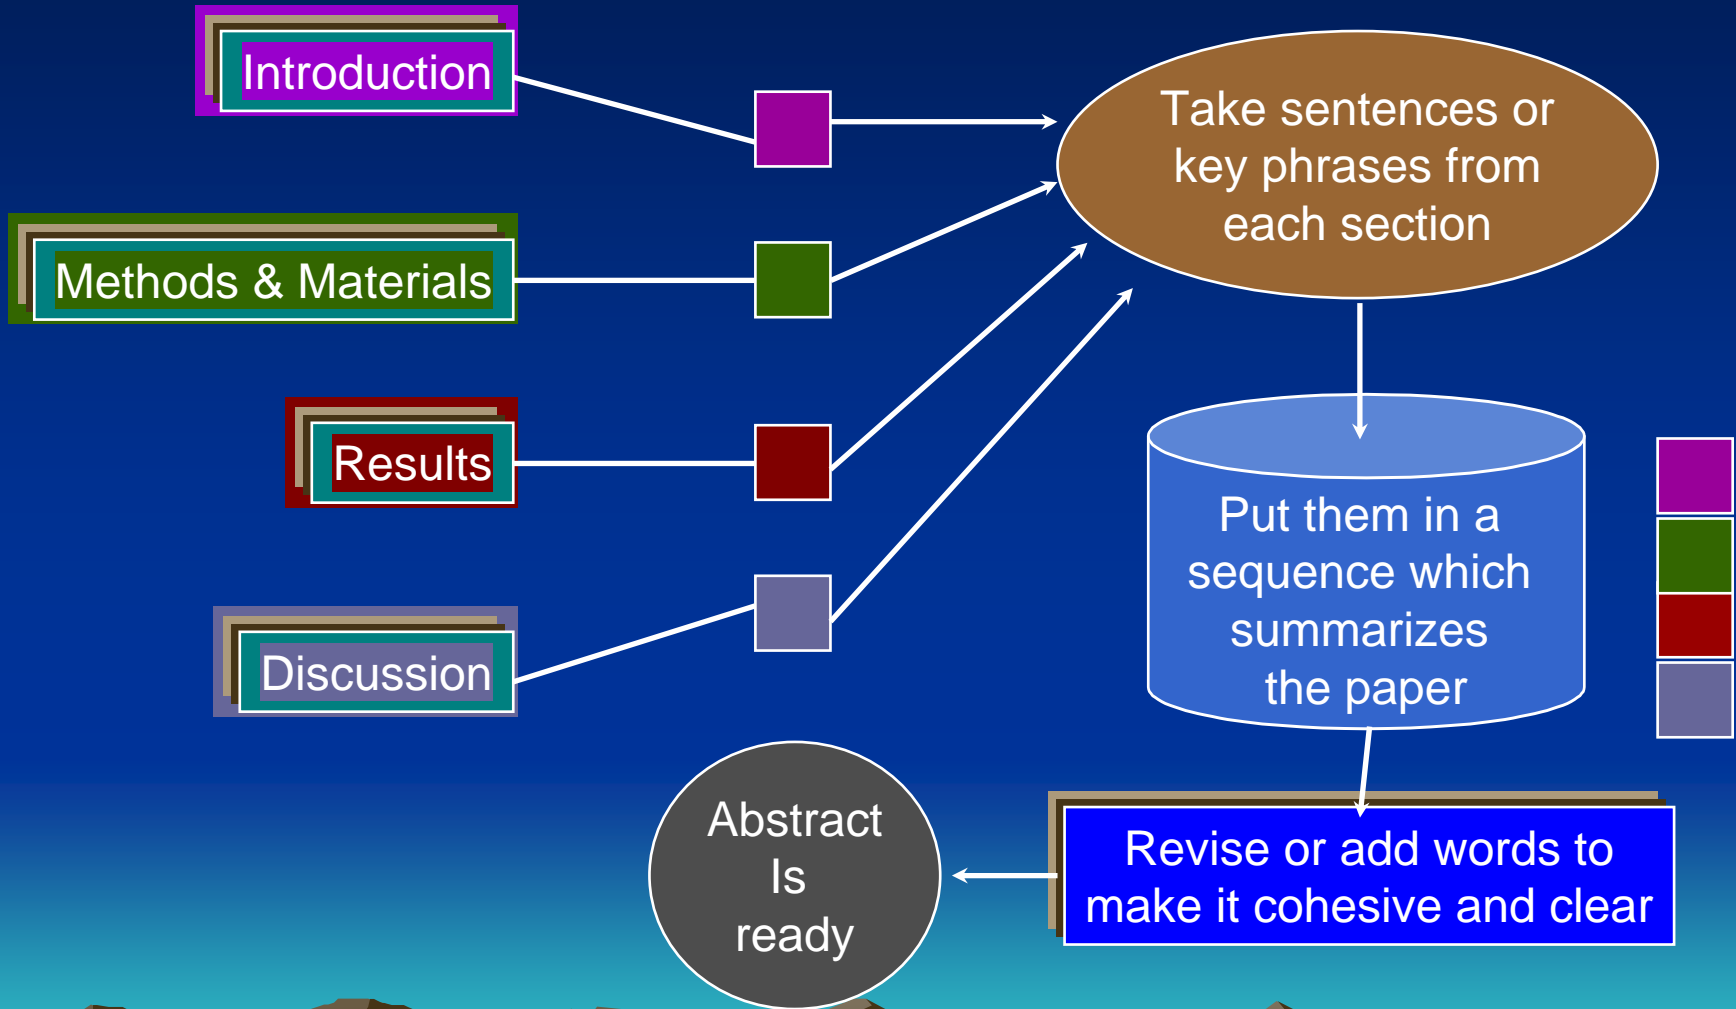 Introduction
Methods & Materials
Results
Discussion
Take sentences or
key phrases from
each section
Put them in a
sequence which
summarizes
the paper
Revise or add words to
make it cohesive and clear
Abstract
Is
ready